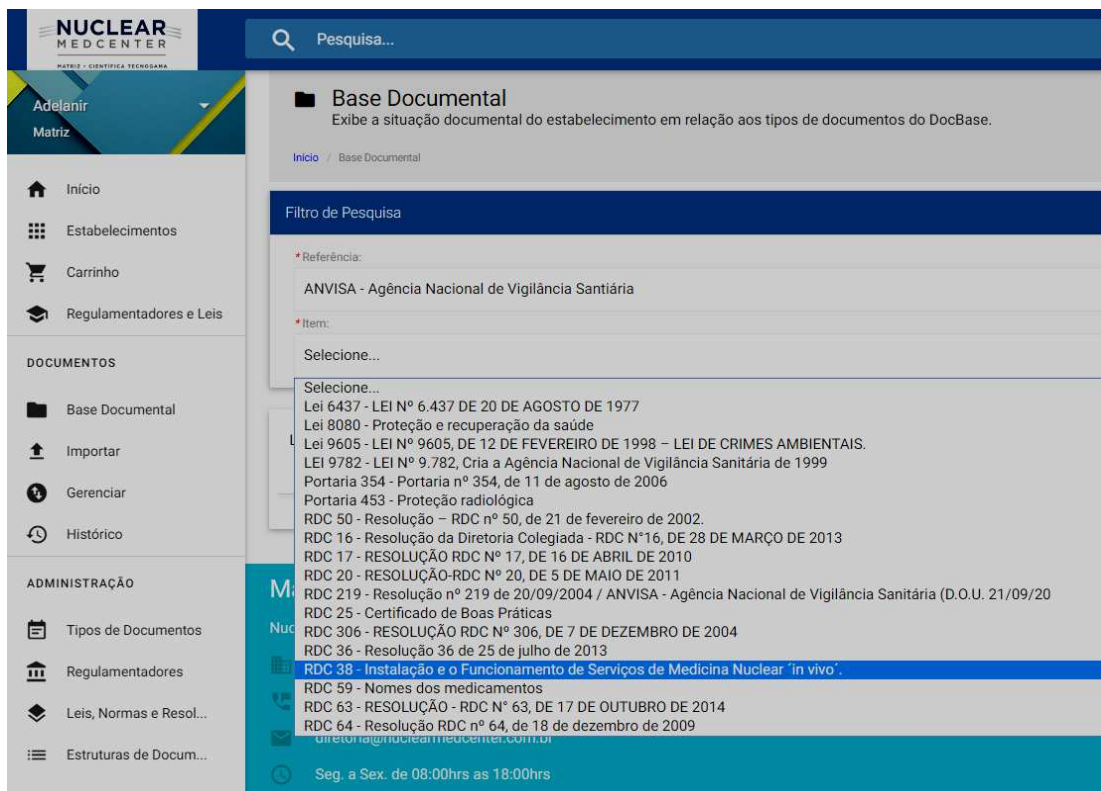 NUCLEAR
MEDCENTER
MATRIZ - CIENTÍFICA TECNOGAMA
Pesquisa...
Adelanir
Matriz
Base Documental
Exibe a situação documental do estabelecimento em relação aos tipos de documentos do DocBase.
Início / Base Documental
Início
Estabelecimentos
Carrinho
Regulamentadores e Leis
DOCUMENTOS
Base Documental
Importar
Gerenciar
Histórico
ADMINISTRAÇÃO
Tipos de Documentos
Regulamentadores
Leis, Normas e Resol...
Estruturas de Docum...
Filtro de Pesquisa
* Referência:
ANVISA - Agência Nacional de Vigilância Santiária
* Item:
Selecione...
Selecione...
Lei 6437 - LEI Nº 6.437 DE 20 DE AGOSTO DE 1977
Lei 8080 - Proteção e recuperação da saúde
Lei 9605 - LEI Nº 9605, DE 12 DE FEVEREIRO DE 1998 – LEI DE CRIMES AMBIENTAIS.
LEI 9782 - LEI Nº 9.782, Cria a Agência Nacional de Vigilância Sanitária de 1999
Portaria 354 - Portaria nº 354, de 11 de agosto de 2006
Portaria 453 - Proteção radiológica
RDC 50 - Resolução – RDC nº 50, de 21 de fevereiro de 2002.
RDC 16 - Resolução da Diretoria Colegiada - RDC N°16, DE 28 DE MARÇO DE 2013
RDC 17 - RESOLUÇÃO RDC Nº 17, DE 16 DE ABRIL DE 2010
RDC 20 - RESOLUÇÃO-RDC Nº 20, DE 5 DE MAIO DE 2011
RDC 219 - Resolução nº 219 de 20/09/2004 / ANVISA - Agência Nacional de Vigilância Sanitária (D.O.U. 21/09/20
RDC 25 - Certificado de Boas Práticas
RDC 306 - RESOLUÇÃO RDC Nº 306, DE 7 DE DEZEMBRO DE 2004
RDC 36 - Resolução 36 de 25 de julho de 2013
RDC 38 - Instalação e o Funcionamento de Serviços de Medicina Nuclear ´in vivo´.
RDC 59 - Nomes dos medicamentos
RDC 63 - RESOLUÇÃO - RDC N° 63, DE 17 DE OUTUBRO DE 2014
RDC 64 - Resolução RDC nº 64, de 18 de dezembro de 2009
diretoria@nuclearmedcenter.com.br
Seg. a Sex. de 08:00hrs as 18:00hrs